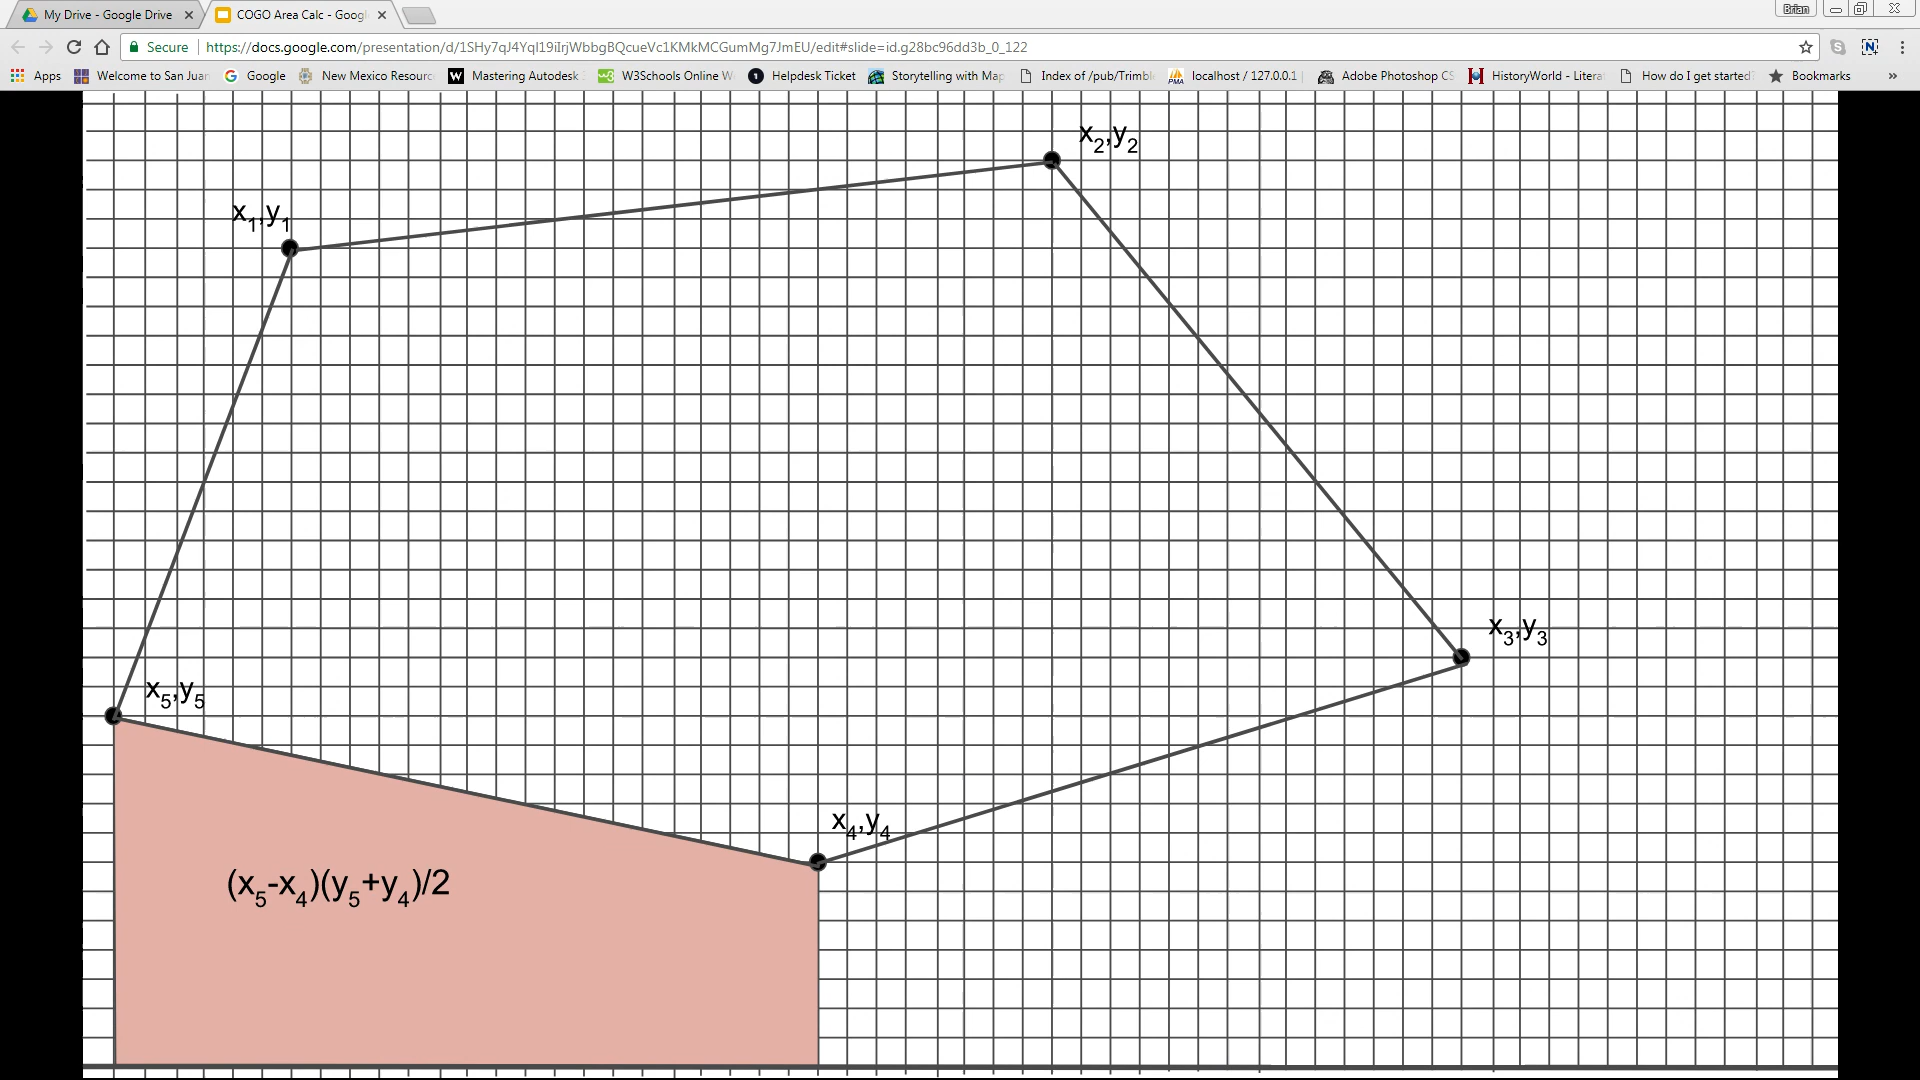 My Drive - Google Drive
COGO Area Calc - Googl
Brian
Secure
https://docs.google.com/presentation/d/1SHy7qJ4Yql19iIrjWbbgBQcueVc1KMkMCGumMg7JmEU/edit#slide=id.g28bc96dd3b_0_122
Apps
Welcome to San Juan
Google
New Mexico Resourc
Mastering Autodesk
W3Schools Online W
Helpdesk Ticket
Storytelling with Map
Index of /pub/Trimbl
localhost / 127.0.0.1
Adobe Photoshop CS
HistoryWorld - Litera
How do I get started
Bookmarks
x₂,y₂
x₁,y₁
x₃,y₃
x₅,y₅
x₄,y₄
(x₅-x₄)(y₅+y₄)/2